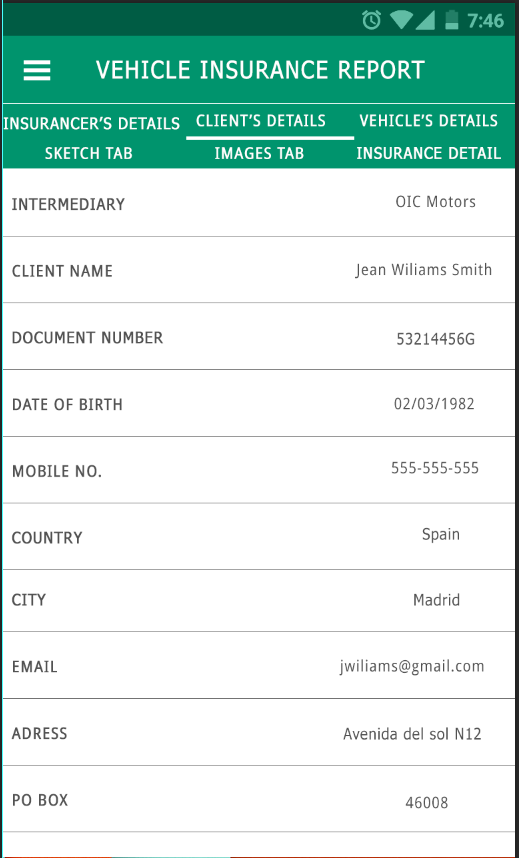 7:46
VEHICLE INSURANCE REPORT
INSURANCER'S DETAILS CLIENT'S DETAILS VEHICLE'S DETAILS
SKETCH TAB IMAGES TAB INSURANCE DETAIL
INTERMEDIARY OIC Motors
CLIENT NAME Jean Wiliams Smith
DOCUMENT NUMBER 53214456G
DATE OF BIRTH 02/03/1982
MOBILE NO. 555-555-555
COUNTRY Spain
CITY Madrid
EMAIL jwiliams@gmail.com
ADRESS Avenida del sol N12
PO BOX 46008